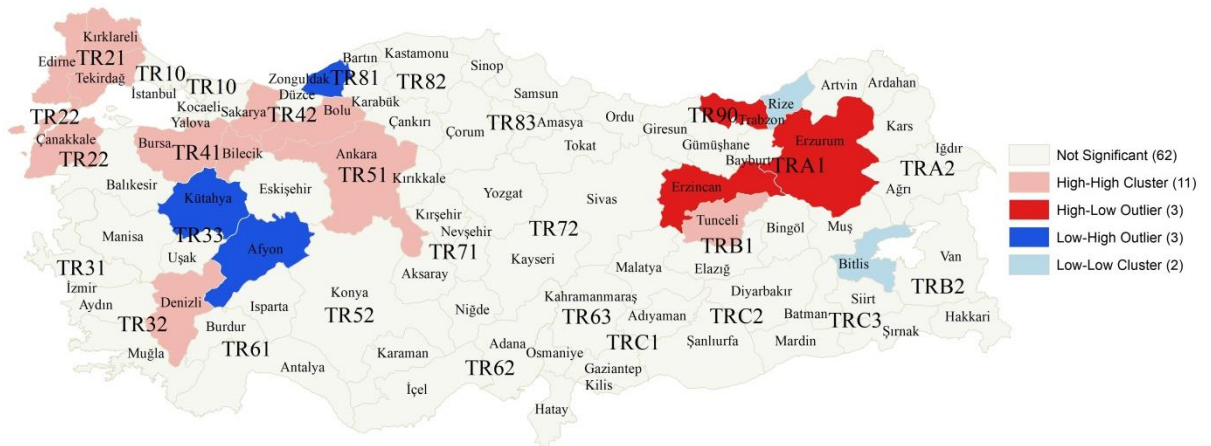 Kırklareli
Edirne
TR21
Tekirdağ
TR10
İstanbul
TR10
Kocaeli
Yalova
Sakarya
Zonguldak
Düzce
TR42
Bolu
Bartın
TR81
Karabük
Kastamonu
TR82
Çankırı
Sinop
Samsun
TR83
Çorum
Amasya
Tokat
Ordu
Giresun
TR90
Trabzon
Rize
Gümüşhane
Bayburt
Artvin
Ardahan
Kars
Iğdır
Erzurum
TRA1
TRA2
Ağrı
Erzincan
TR22
Çanakkale
TR22
Bursa
TR41
Bilecik
Balıkesir
Kütahya
Eskişehir
Ankara
TR51
Kırıkkale
Yozgat
Sivas
Kırşehir
Nevşehir
TR71
TR72
Kayseri
Tunceli
TRB1
Bingöl
Muş
Bitlis
Van
TRB2
Hakkari
Manisa
TR33
Uşak
Afyon
TR31
İzmir
Aydın
Denizli
TR32
Muğla
Isparta
Burdur
TR61
Antalya
Konya
TR52
Aksaray
Niğde
Karaman
İçel
Adana
TR62
Osmaniye
Hatay
Kahramanmaraş
TR63
Malatya
Elazığ
Adıyaman
TRC1
Gaziantep
Kilis
Diyarbakır
TRC2
Şanlıurfa
Mardin
Batman
Siirt
TRC3
Şırnak
Not Significant (62)
High-High Cluster (11)
High-Low Outlier (3)
Low-High Outlier (3)
Low-Low Cluster (2)